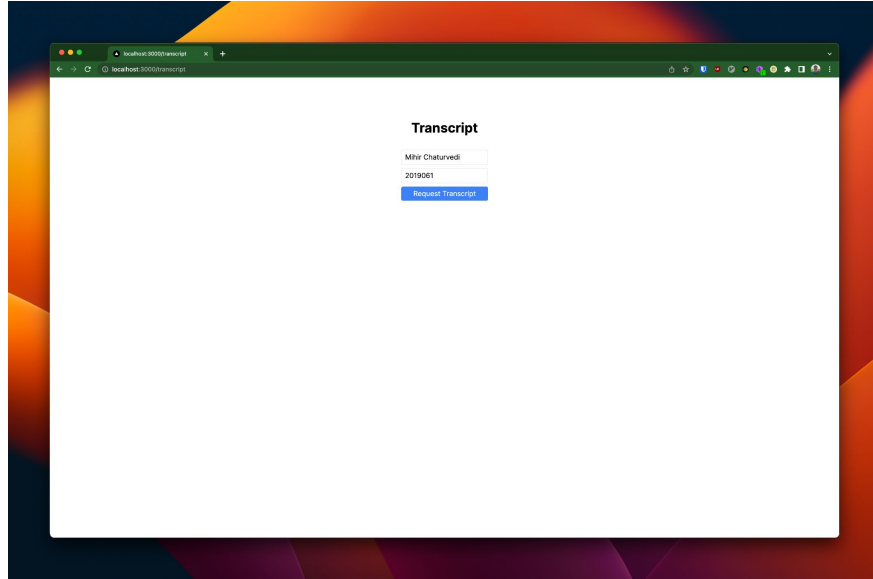 localhost:3000/transcript
localhost:3000/transcript
Transcript
Mihir Chaturvedi
2019061
Request Transcript